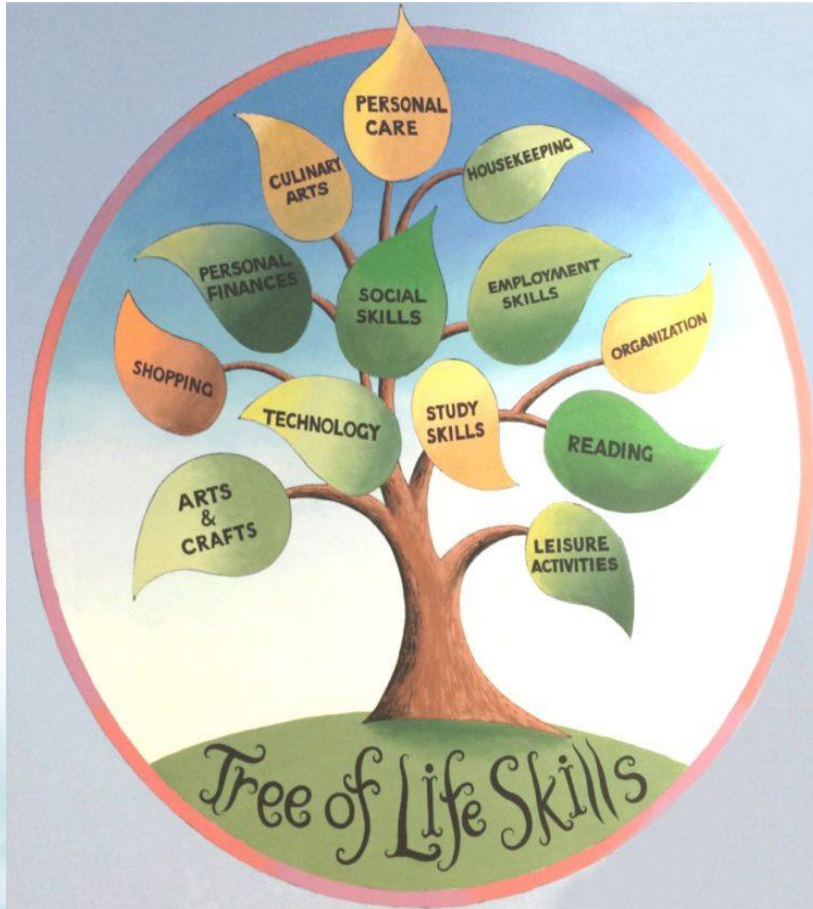 PERSONAL
CARE
CULINARY
ARTS
HOUSEKEEPING
PERSONAL
FINANCES
SOCIAL
SKILLS
EMPLOYMENT
SKILLS
ORGANIZATION
SHOPPING
TECHNOLOGY
STUDY
SKILLS
READING
ARTS
&
CRAFTS
LEISURE
ACTIVITIES
Tree of Life Skills